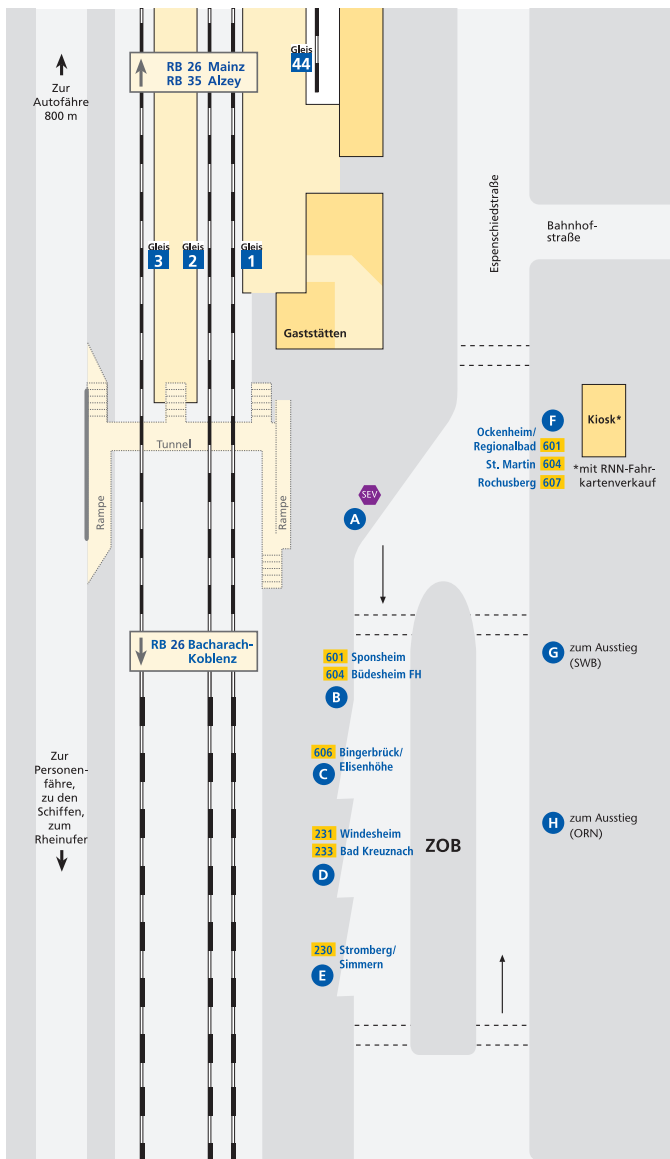 Zur
Autofähre
800 m
RB 26 Mainz
RB 35 Alzey
Gleis
44
Gleis
3
Gleis
2
Gleis
1
Espenschiedstraße
Bahnhof-
straße
Gaststätten
Tunnel
Rampe
Rampe
F
Kiosk*
Ockenheim/
Regionalbad 601
St. Martin 604
Rochusberg 607
*mit RNN-Fahr-
kartenverkauf
SEV
A
RB 26 Bacharach-
Koblenz
601 Sponsheim
604 Büdesheim FH
B
G zum Ausstieg
(SWB)
606 Bingerbrück/
Elisenhöhe
C
Zur
Personen-
fähre,
zu den
Schiffen,
zum
Rheinufer
231 Windesheim
233 Bad Kreuznach
D
ZOB
H zum Ausstieg
(ORN)
230 Stromberg/
Simmern
E